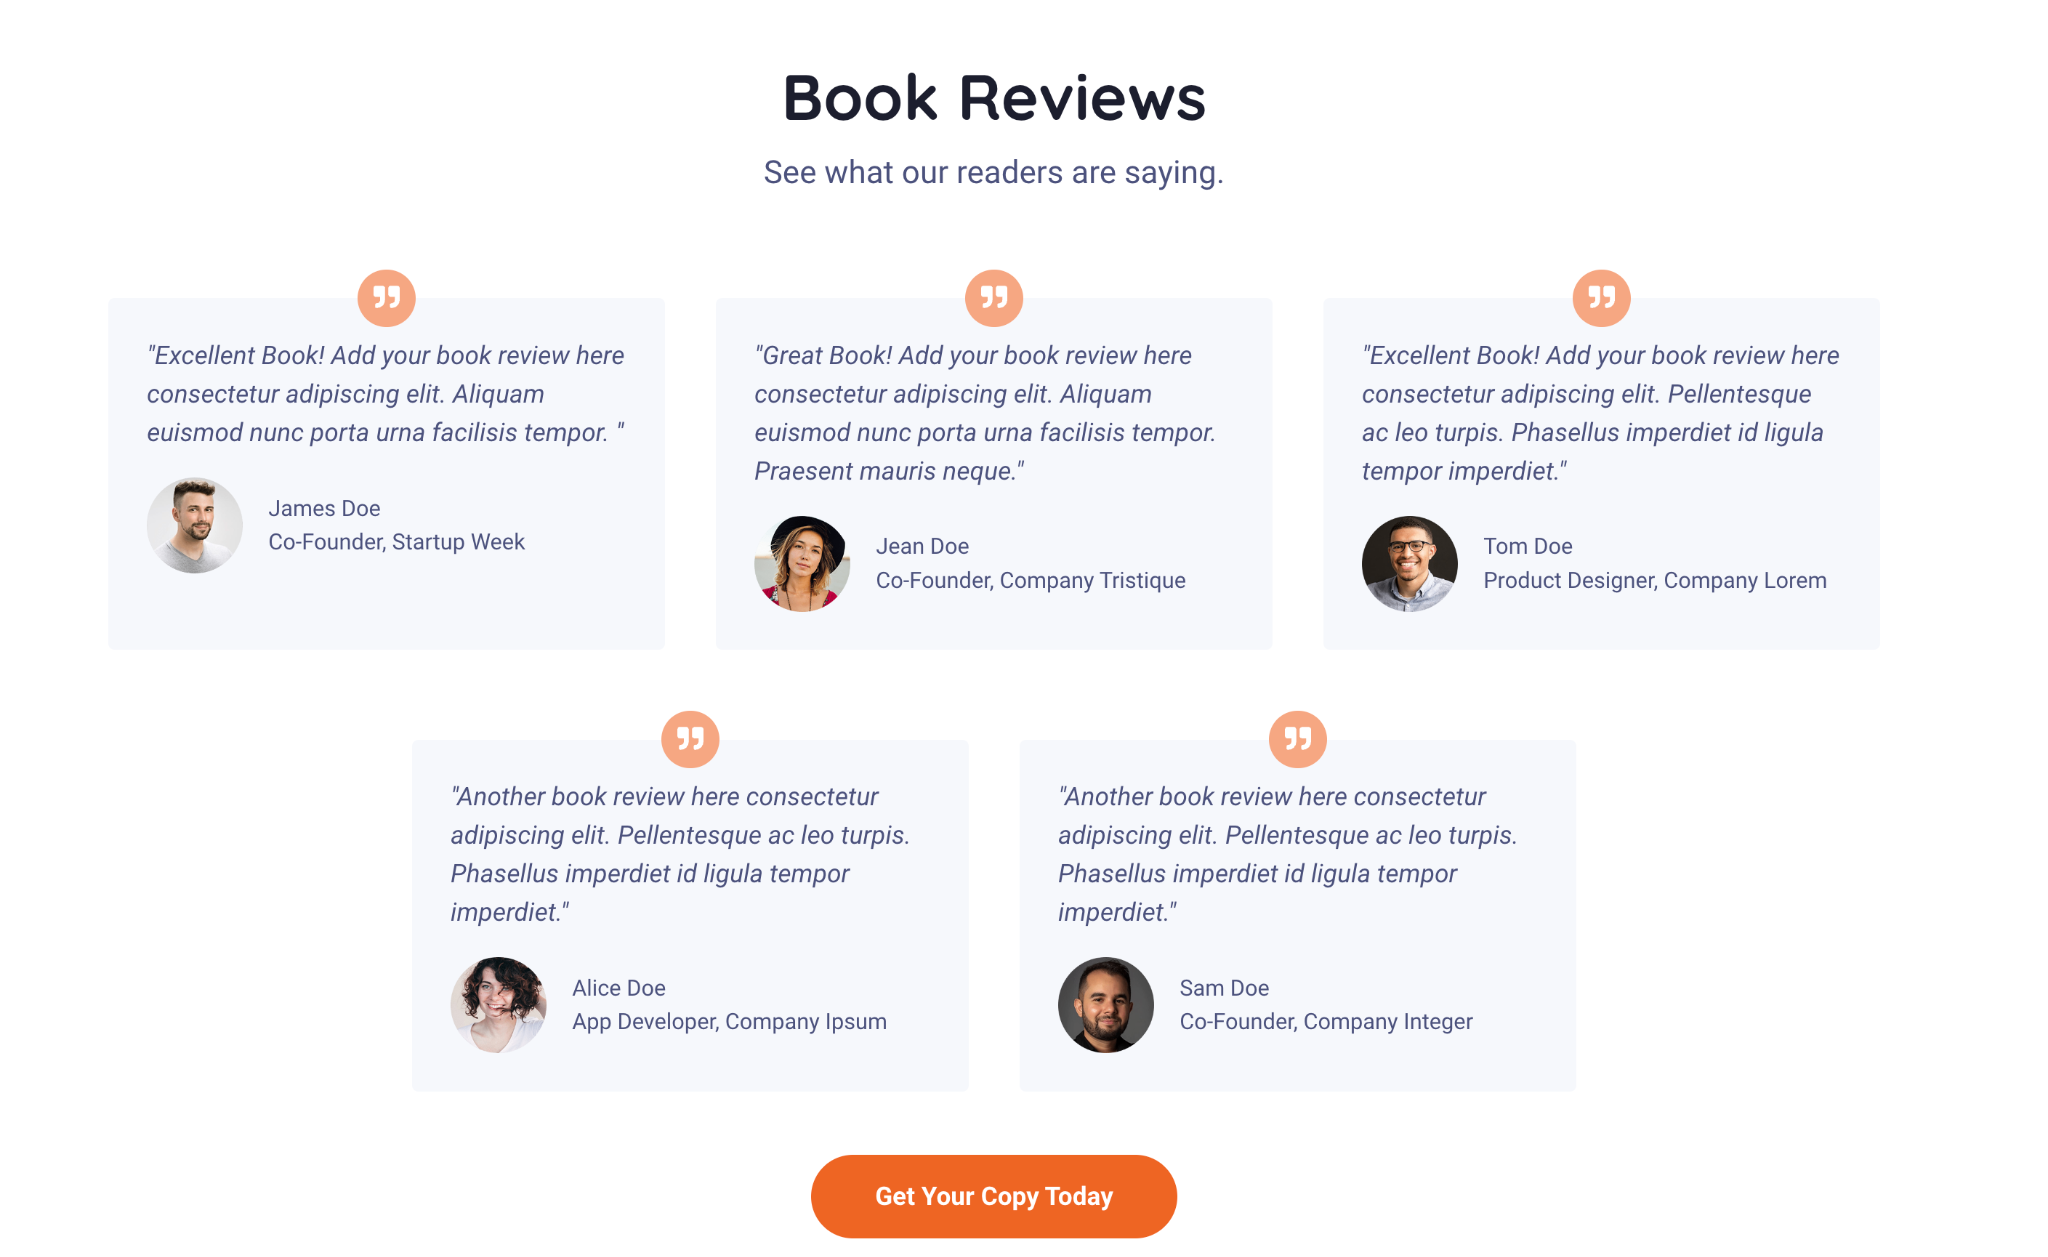 Book Reviews
See what our readers are saying.
"Excellent Book! Add your book review here
consectetur adipiscing elit. Aliquam
euismod nunc porta urna facilisis tempor. "
James Doe
Co-Founder, Startup Week
"Great Book! Add your book review here
consectetur adipiscing elit. Aliquam
euismod nunc porta urna facilisis tempor.
Praesent mauris neque."
Jean Doe
Co-Founder, Company Tristique
"Excellent Book! Add your book review here
consectetur adipiscing elit. Pellentesque
ac leo turpis. Phasellus imperdiet id ligula
tempor imperdiet."
Tom Doe
Product Designer, Company Lorem
"Another book review here consectetur
adipiscing elit. Pellentesque ac leo turpis.
Phasellus imperdiet id ligula tempor
imperdiet."
Alice Doe
App Developer, Company Ipsum
"Another book review here consectetur
adipiscing elit. Pellentesque ac leo turpis.
Phasellus imperdiet id ligula tempor
imperdiet."
Sam Doe
Co-Founder, Company Integer
Get Your Copy Today